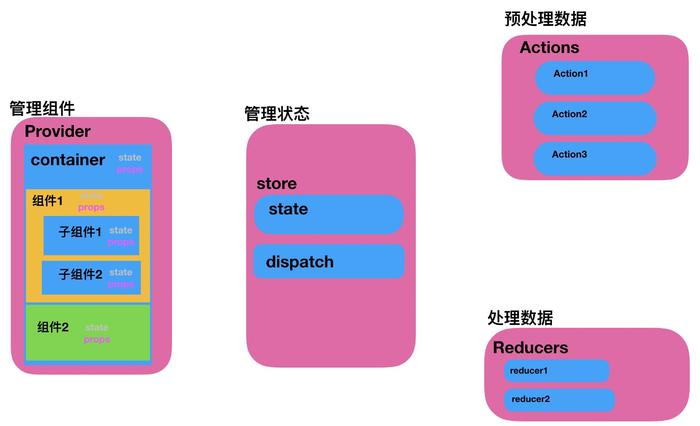 管理组件
Provider
container
state
props
组件1
state
props
子组件1
state
props
子组件2
state
props
组件2
state
props
管理状态
store
state
dispatch
预处理数据
Actions
Action1
Action2
Action3
处理数据
Reducers
reducer1
reducer2